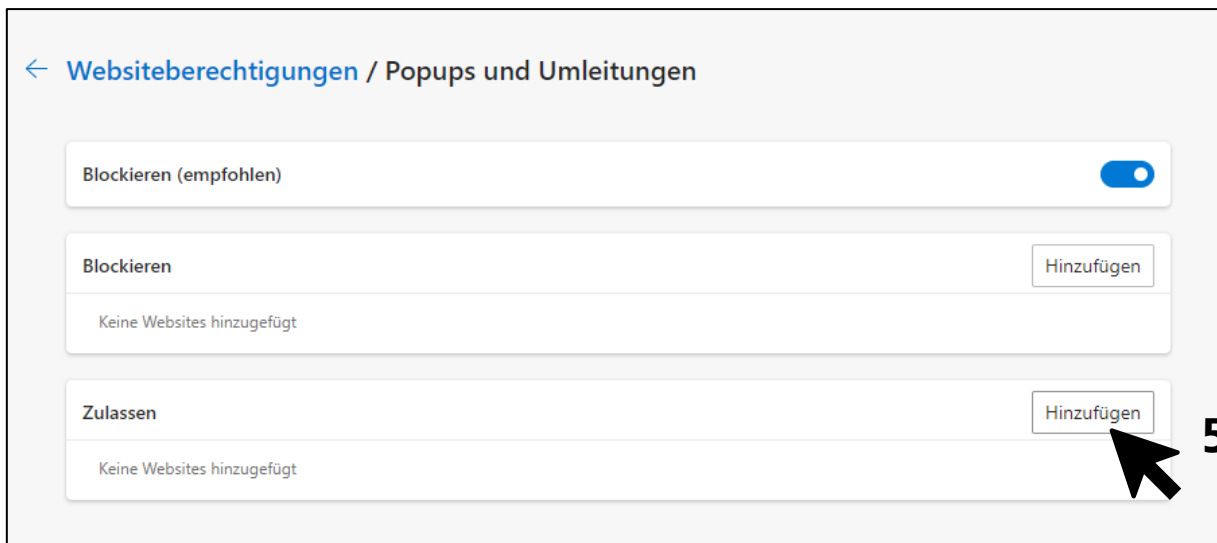 Websiteberechtigungen / Popups und Umleitungen
Blockieren (empfohlen)
Blockieren
Hinzufügen
Keine Websites hinzugefügt
Zulassen
Hinzufügen
5
Keine Websites hinzugefügt